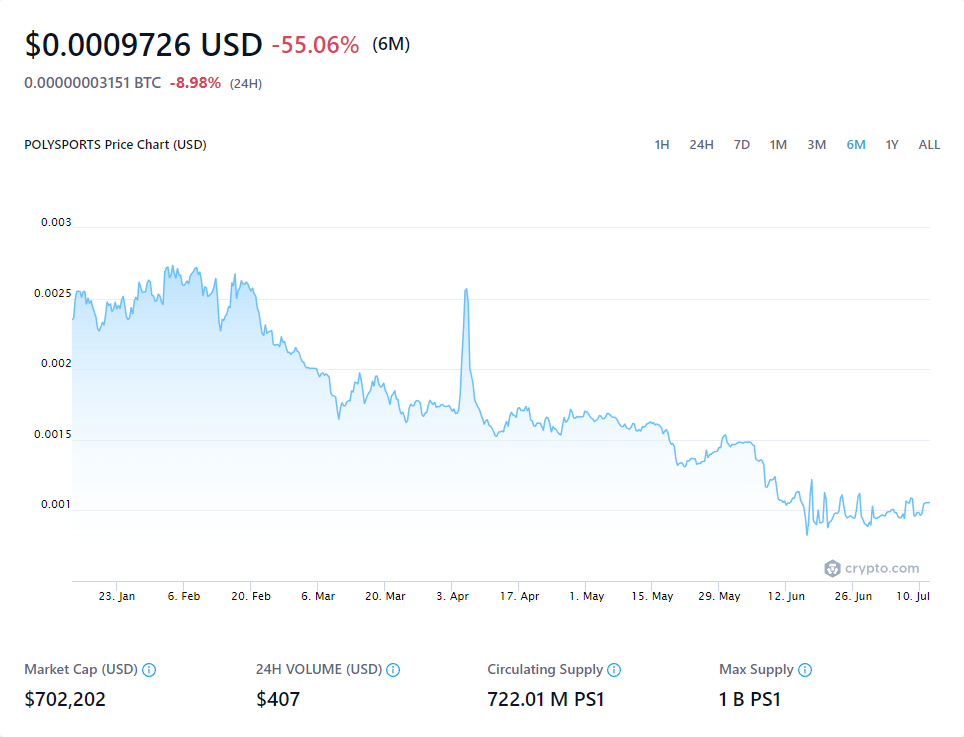 $0.0009726 USD -55.06% (6M)
0.00000003151 BTC -8.98% (24H)
POLYSPORTS Price Chart (USD) 1H 24H 7D 1M 3M 6M 1Y ALL
0.003
0.0025
0.002
0.0015
0.001
crypto.com
23. Jan 6. Feb 20. Feb 6. Mar 20. Mar 3. Apr 17. Apr 1. May 15. May 29. May 12. Jun 26. Jun 10. Jul
Market Cap (USD) 24H VOLUME (USD) Circulating Supply Max Supply
$702,202 $407 722.01 M PS1 1 B PS1